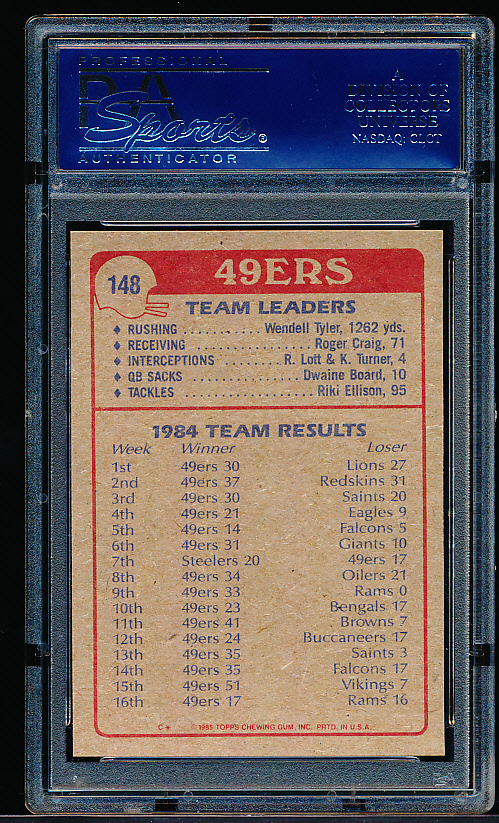 PROFESSIONAL
PSA
Sports®
AUTHENTICATOR
A
DIVISION OF
COLLECTORS
UNIVERSE
NASDAQ: CLCT
148
49ERS
TEAM LEADERS
♦ RUSHING ........... Wendell Tyler, 1262 yds.
♦ RECEIVING ................ Roger Craig, 71
♦ INTERCEPTIONS ........ R. Lott & K. Turner, 4
♦ QB SACKS ............... Dwaine Board, 10
♦ TACKLES ................. Riki Ellison, 95
1984 TEAM RESULTS
Week Winner Loser
1st 49ers 30 Lions 27
2nd 49ers 37 Redskins 31
3rd 49ers 30 Saints 20
4th 49ers 21 Eagles 9
5th 49ers 14 Falcons 5
6th 49ers 31 Giants 10
7th Steelers 20 49ers 17
8th 49ers 34 Oilers 21
9th 49ers 33 Rams 0
10th 49ers 23 Bengals 17
11th 49ers 41 Browns 7
12th 49ers 24 Buccaneers 17
13th 49ers 35 Saints 3
14th 49ers 35 Falcons 17
15th 49ers 51 Vikings 7
16th 49ers 17 Rams 16
C* ©1985 TOPPS CHEWING GUM, INC. PRTD. IN U.S.A.